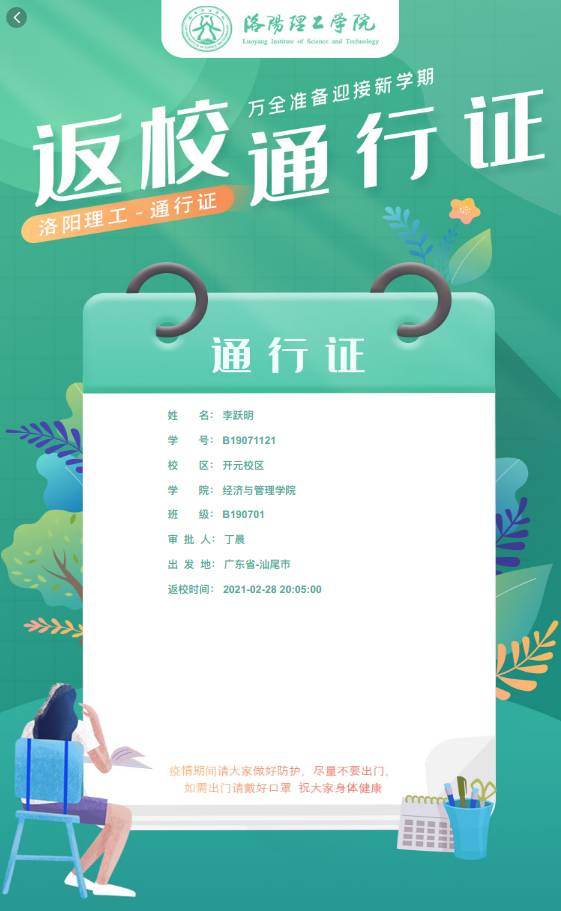 洛陽理工学院
Luoyang Institute of Science and Technology
万全准备迎接新学期
返校通行证
洛阳理工-通行证
通行证
姓 名: 李跃明
学 号: B19071121
校 区: 开元校区
学 院: 经济与管理学院
班 级: B190701
审 批 人: 丁晨
出 发 地: 广东省-汕尾市
返校时间: 2021-02-28 20:05:00
疫情期间请大家做好防护，尽量不要出门，
如需出门请戴好口罩 祝大家身体健康